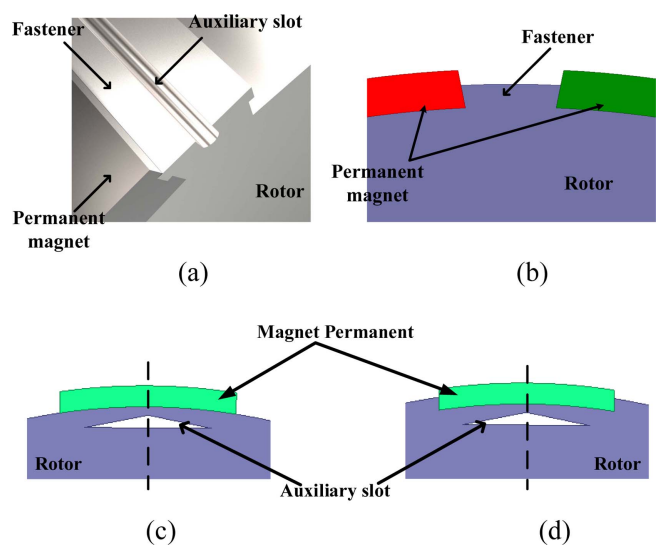 Fastener
Auxiliary slot
Permanent
magnet
Rotor
(a)
Fastener
Permanent
magnet
Rotor
(b)
Magnet Permanent
Rotor
Auxiliary slot
Rotor
(c)
(d)